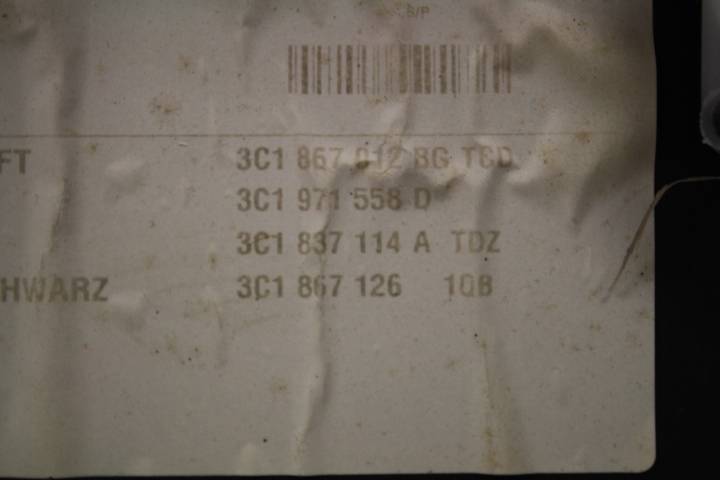 FT 3C1 867 012 BG TCD
3C1 971 558 D
3C1 837 114 A TDZ
HWARZ 3C1 867 126 1QB